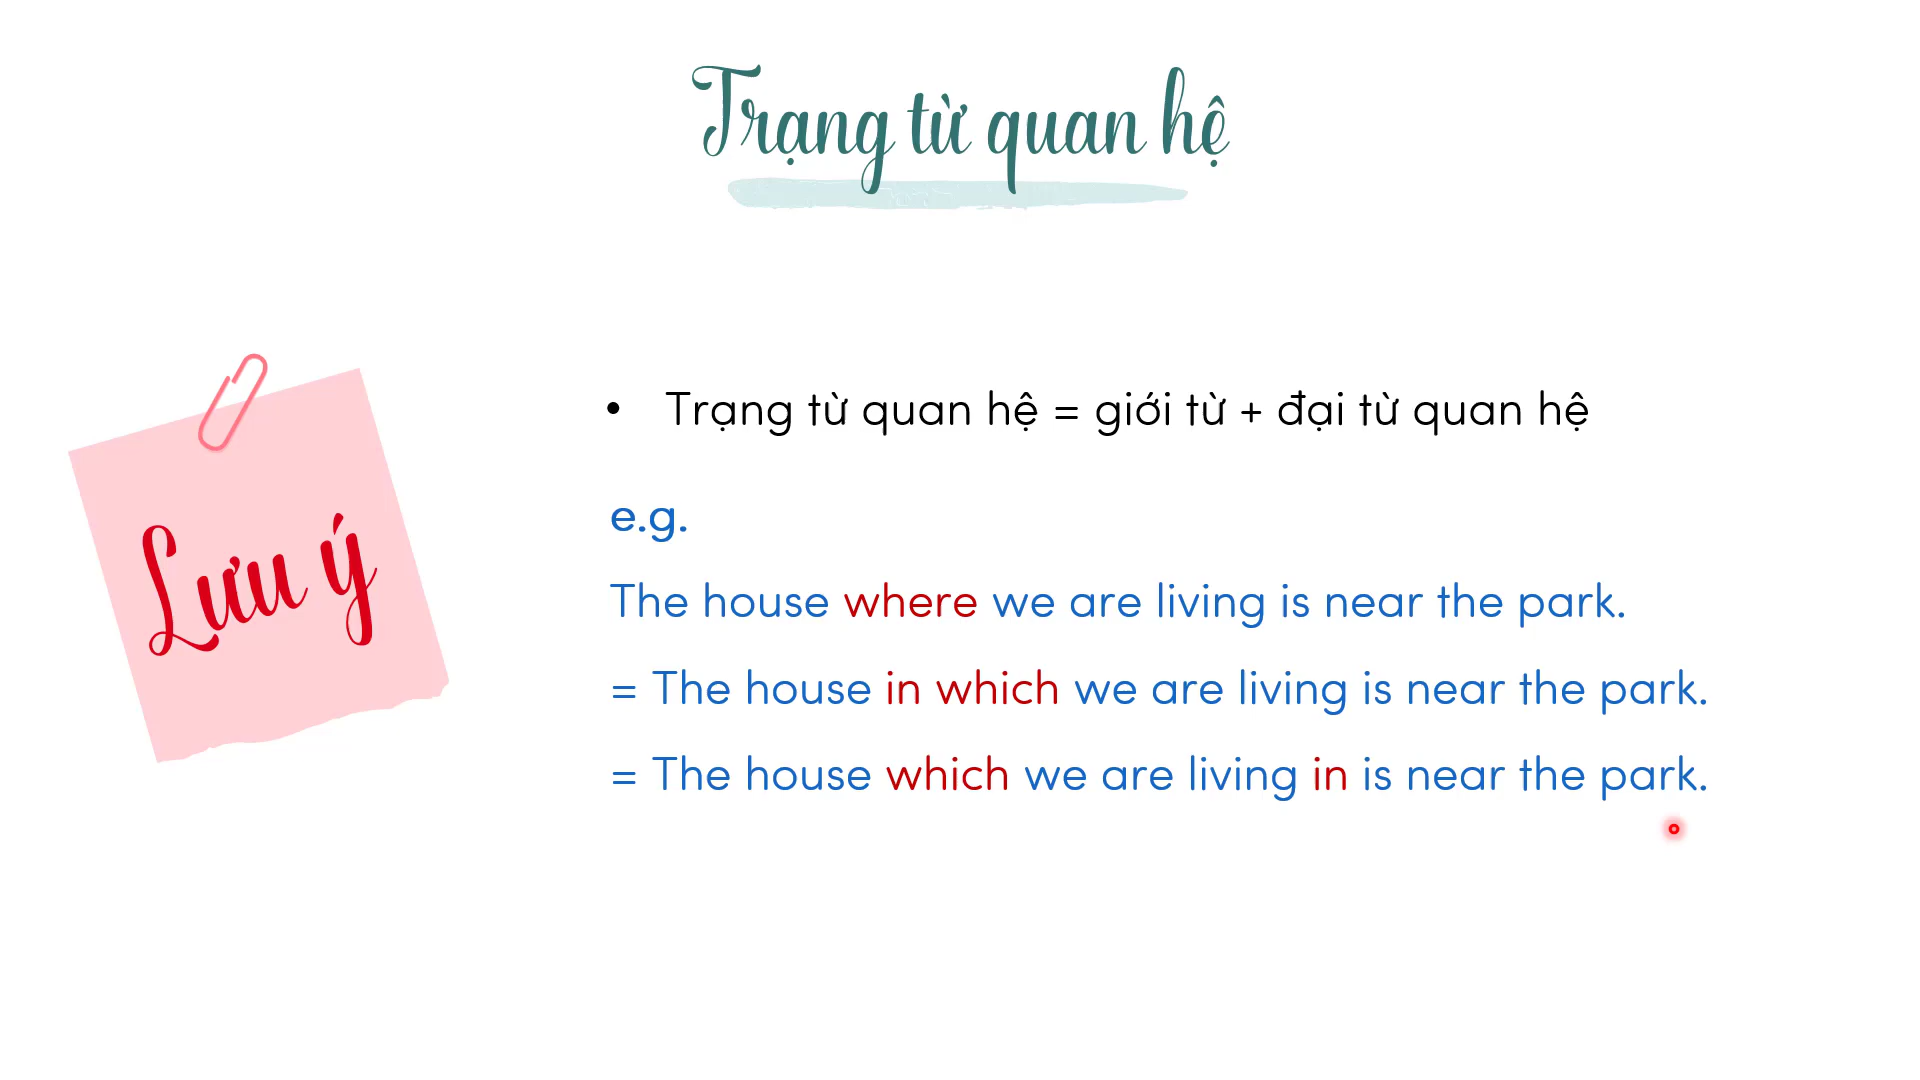 Trạng từ quan hệ
Lưu ý
• Trạng từ quan hệ = giới từ + đại từ quan hệ
e.g.
The house where we are living is near the park.
= The house in which we are living is near the park.
= The house which we are living in is near the park.